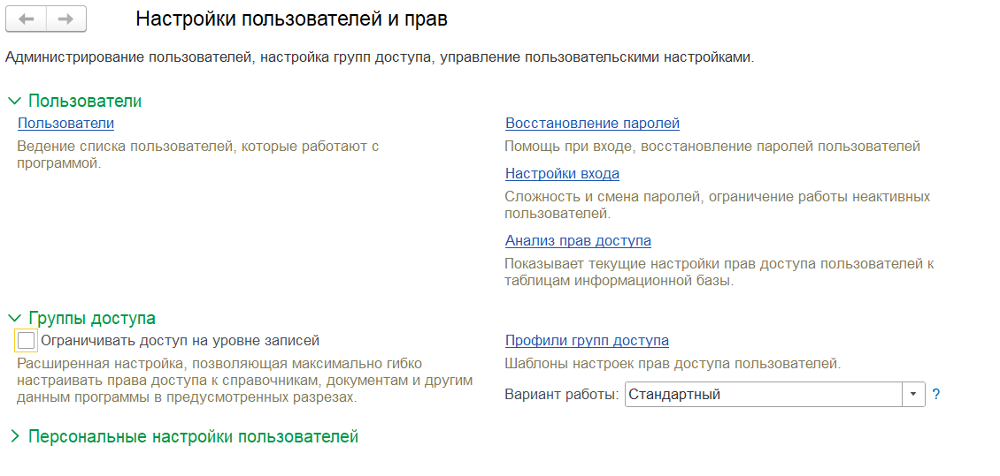 Настройки пользователей и прав
Администрирование пользователей, настройка групп доступа, управление пользовательскими настройками.
Пользователи
Пользователи
Ведение списка пользователей, которые работают с
программой.
Восстановление паролей
Помощь при входе, восстановление паролей пользователей
Настройки входа
Сложность и смена паролей, ограничение работы неактивных
пользователей.
Анализ прав доступа
Показывает текущие настройки прав доступа пользователей к
таблицам информационной базы.
Группы доступа
Ограничивать доступ на уровне записей
Расширенная настройка, позволяющая максимально гибко
настраивать права доступа к справочникам, документам и другим
данным программы в предусмотренных разрезах.
Профили групп доступа
Шаблоны настроек прав доступа пользователей.
Вариант работы: Стандартный ?
Персональные настройки пользователей